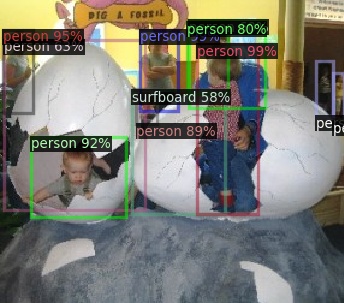 DIG A FOSSIL
person 95%
person 63%
person 99%
person 80%
person 99%
surfboard 58%
person 89%
person 92%
pe
pe